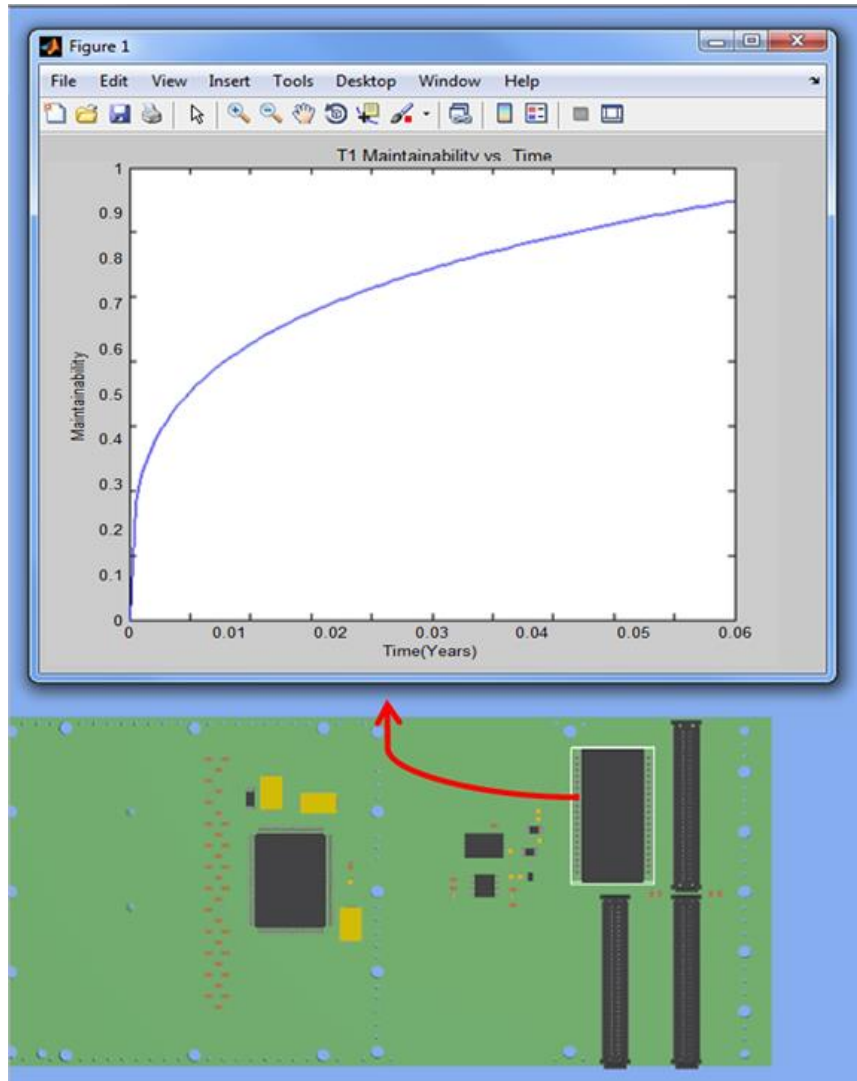 Figure 1
File Edit View Insert Tools Desktop Window Help
T1 Maintainability vs. Time
1
0.9
0.8
0.7
0.6
0.5
0.4
0.3
0.2
0.1
0
Maintainability
0 0.01 0.02 0.03 0.04 0.05 0.06
Time(Years)